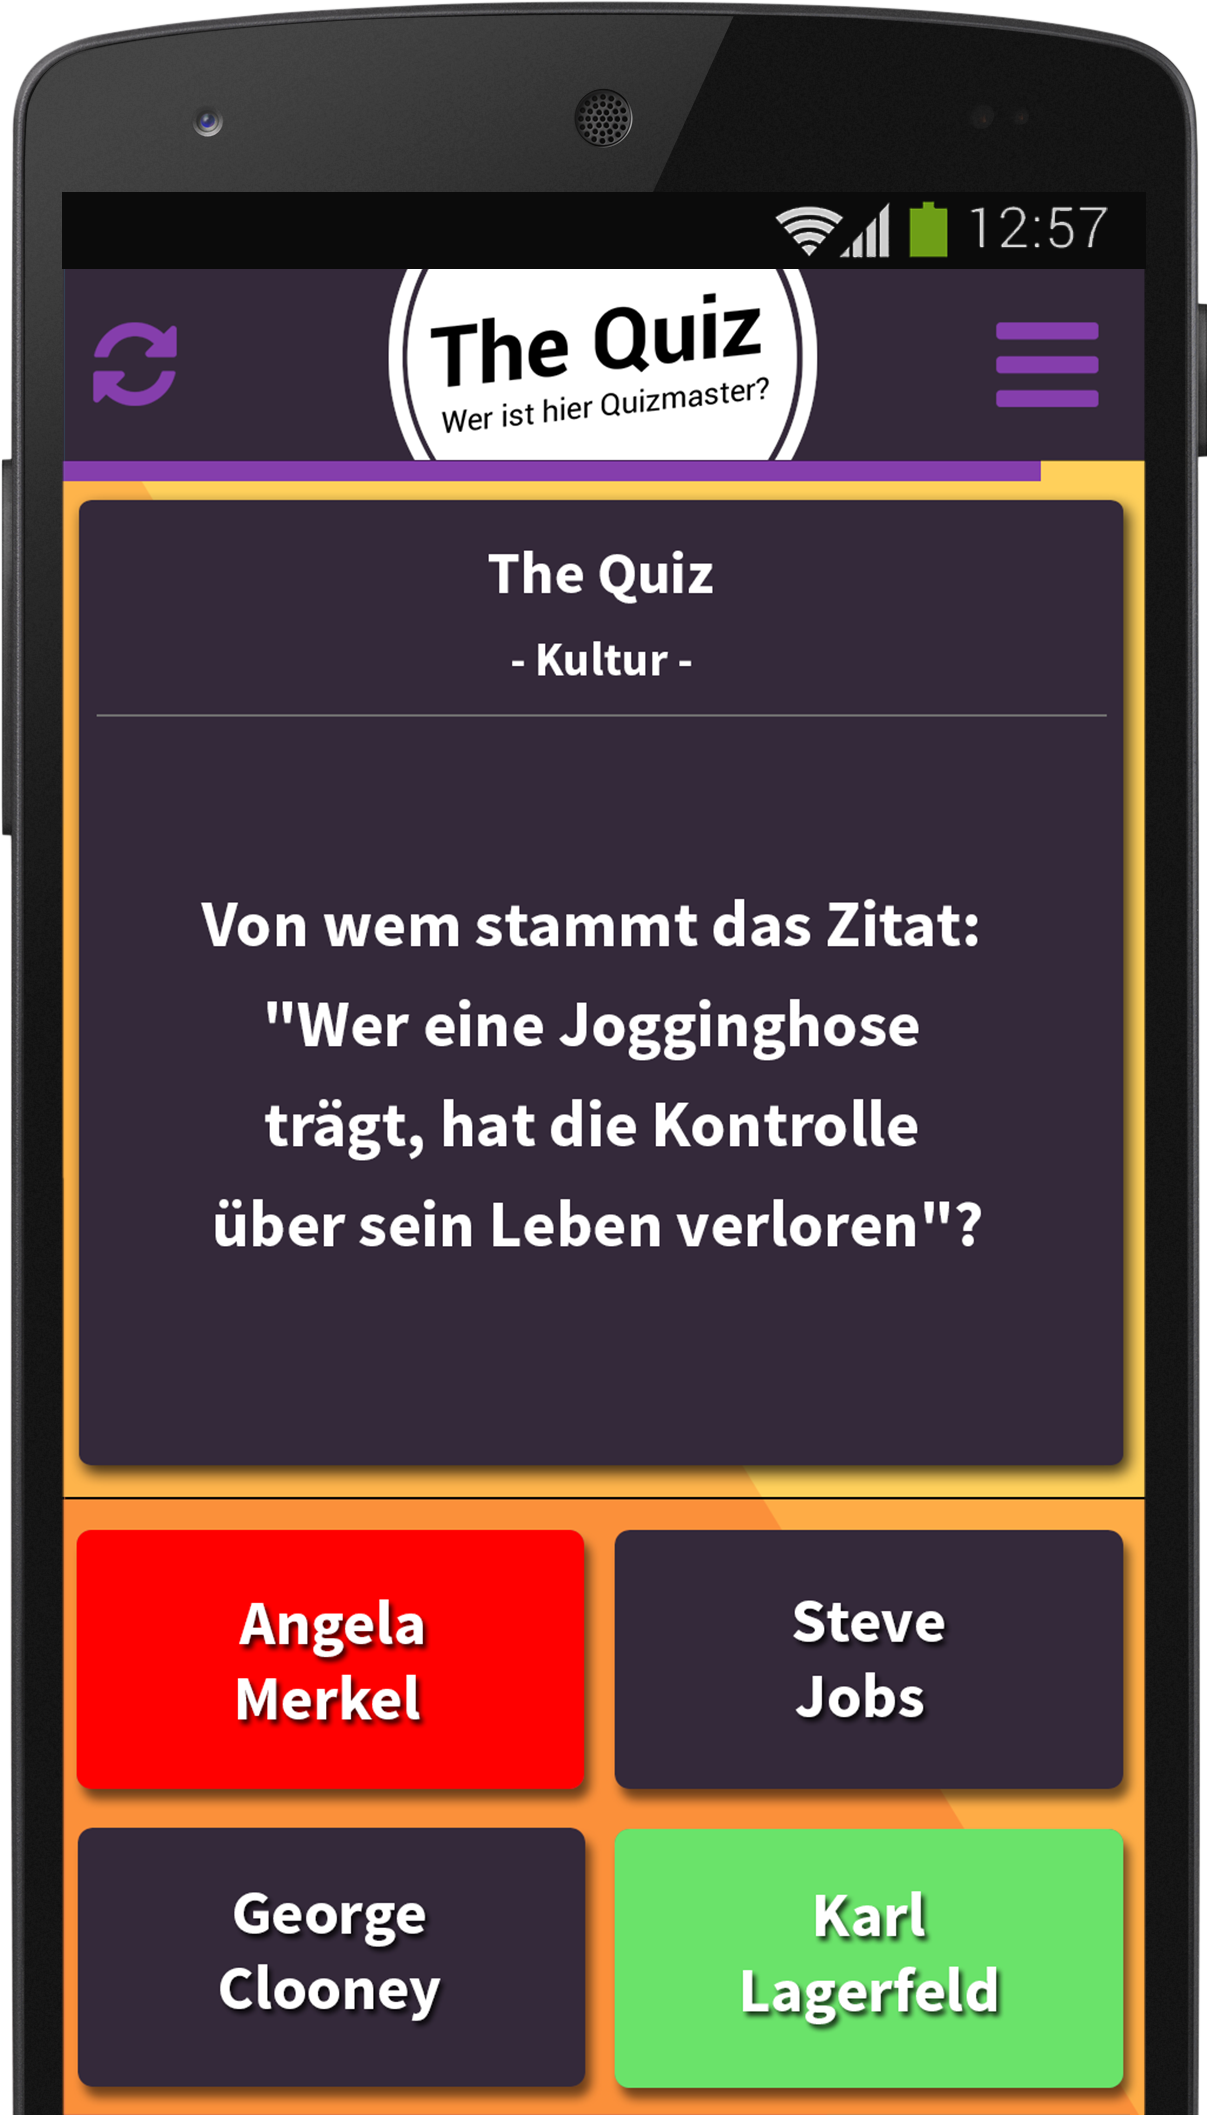 12:57
The Quiz
Wer ist hier Quizmaster?
The Quiz
- Kultur -
Von wem stammt das Zitat:
"Wer eine Jogginghose
trägt, hat die Kontrolle
über sein Leben verloren"?
Angela
Merkel
Steve
Jobs
George
Clooney
Karl
Lagerfeld